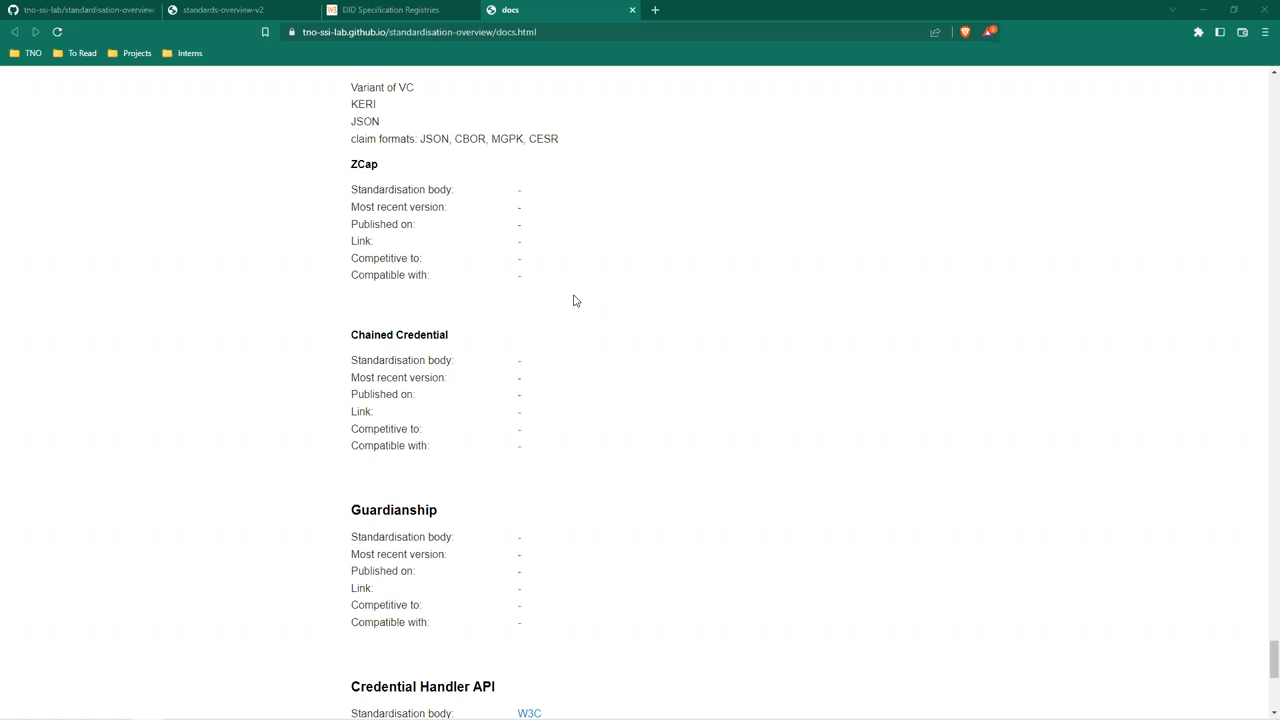 tno-ssi-lab/standardisation-overview
standards-overview-v2
DID Specification Registries
docs
tno-ssi-lab.github.io/standardisation-overview/docs.html
TNO
To Read
Projects
Interns
Variant of VC
KERI
JSON
claim formats: JSON, CBOR, MGPK, CESR
ZCap
Standardisation body: -
Most recent version: -
Published on: -
Link: -
Competitive to: -
Compatible with: -
Chained Credential
Standardisation body: -
Most recent version: -
Published on: -
Link: -
Competitive to: -
Compatible with: -
Guardianship
Standardisation body: -
Most recent version: -
Published on: -
Link: -
Competitive to: -
Compatible with: -
Credential Handler API
Standardisation body: W3C